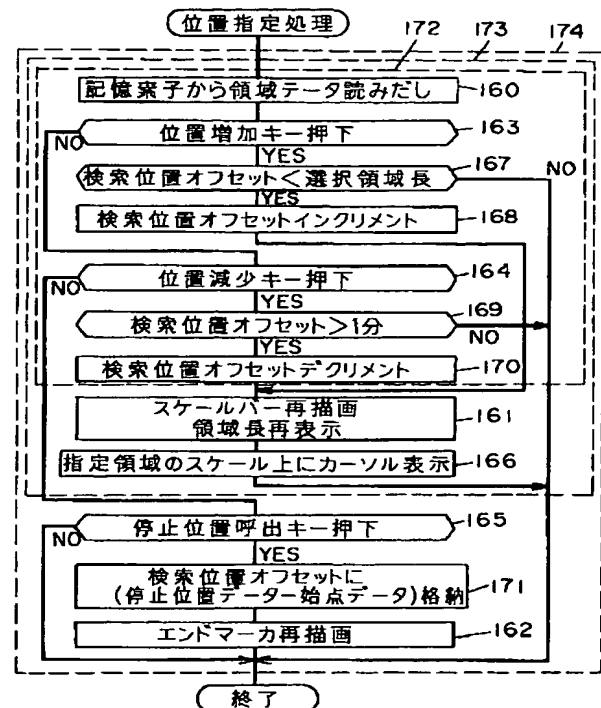 位置指定処理
172
173
174
記憶素子から領域データ読みだし
160
位置増加キー押下
163
NO
YES
検索位置オフセット<選択領域長
167
NO
YES
検索位置オフセットインクリメント
168
位置減少キー押下
164
NO
YES
検索位置オフセット>1分
169
NO
YES
検索位置オフセットデクリメント
170
スケールバー再描画
領域長再表示
161
指定領域のスケール上にカーソル表示
166
停止位置呼出キー押下
165
NO
YES
検索位置オフセットに
(停止位置データー始点データ)格納
171
エンドマーカ再描画
162
終了